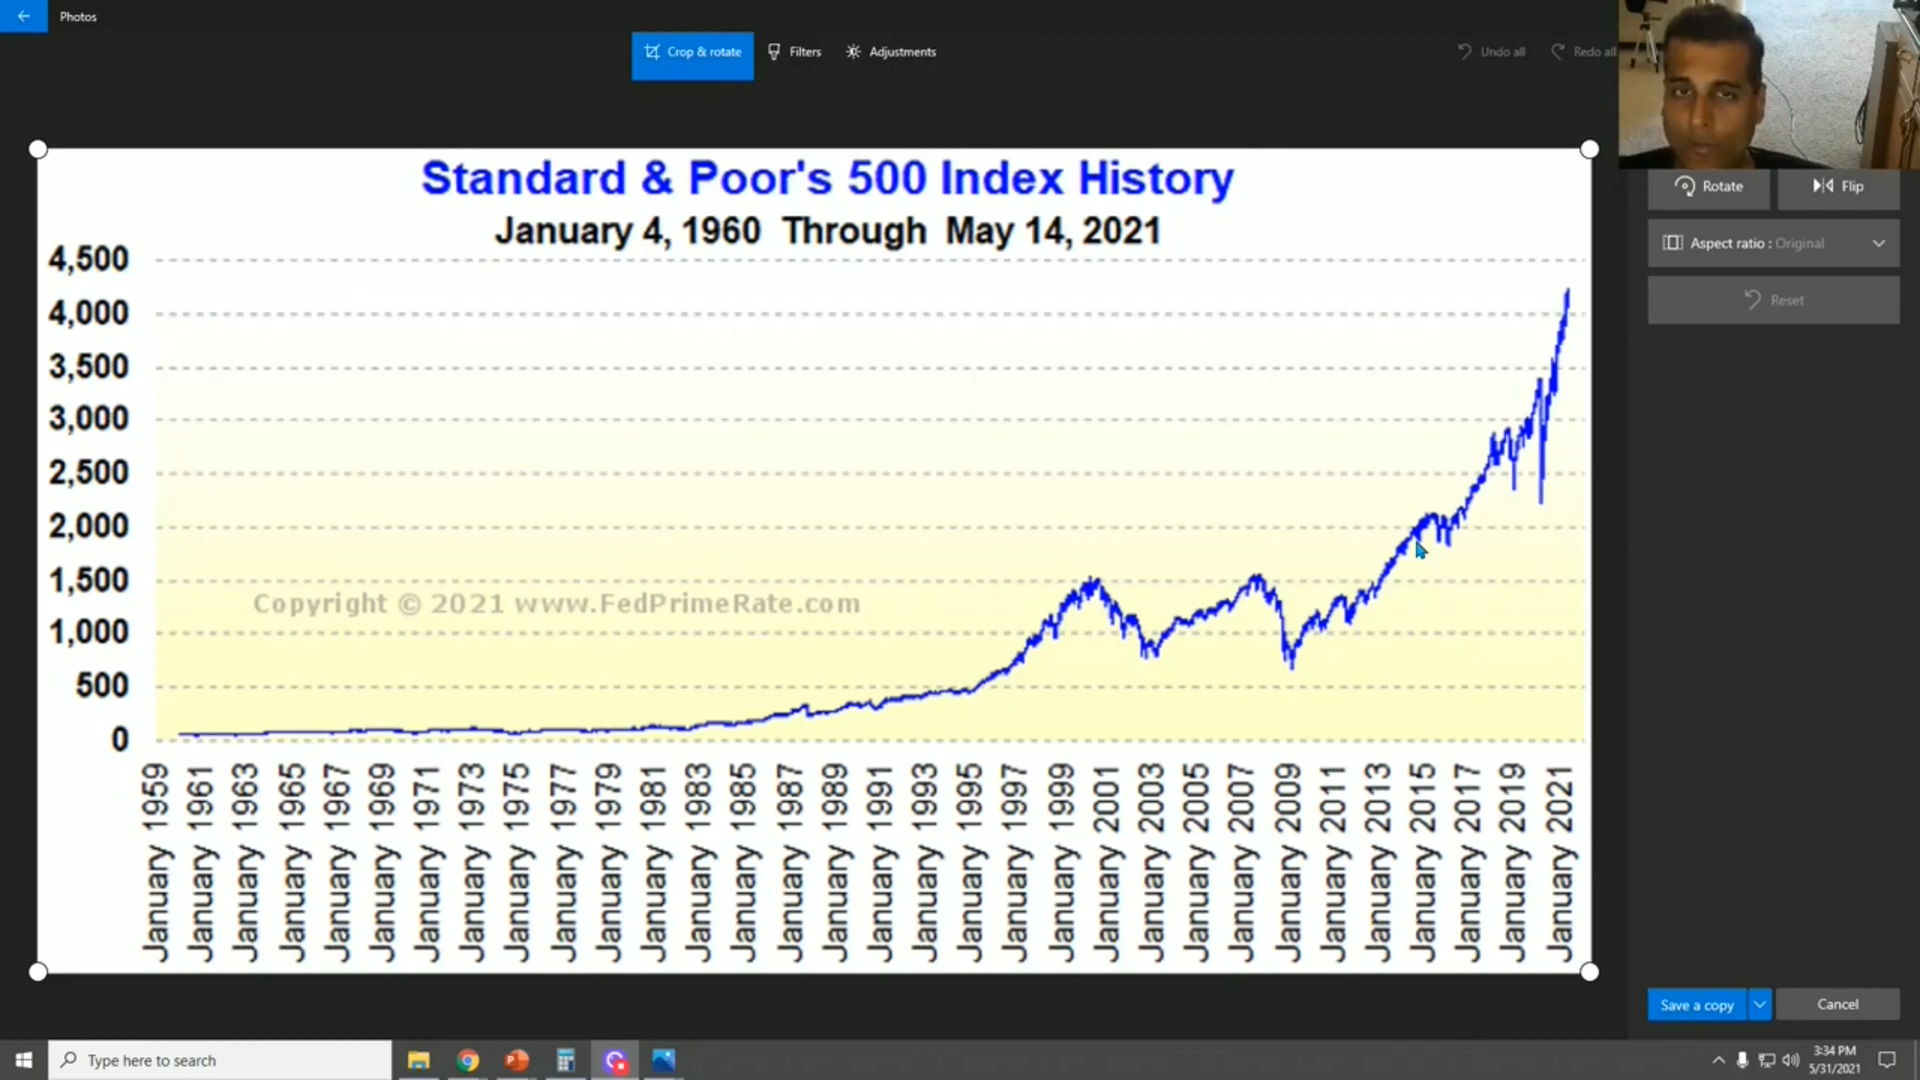 Photos
Crop & rotate
Filters
Adjustments
Undo all
Redo all
Rotate
Flip
Aspect ratio : Original
Reset
Standard & Poor's 500 Index History
January 4, 1960 Through May 14, 2021
4,500
4,000
3,500
3,000
2,500
2,000
1,500
1,000
500
0
Copyright © 2021 www.FedPrimeRate.com
January 1959
January 1961
January 1963
January 1965
January 1967
January 1969
January 1971
January 1973
January 1975
January 1977
January 1979
January 1981
January 1983
January 1985
January 1987
January 1989
January 1991
January 1993
January 1995
January 1997
January 1999
January 2001
January 2003
January 2005
January 2007
January 2009
January 2011
January 2013
January 2015
January 2017
January 2019
January 2021
Save a copy
Cancel
Type here to search
3:34 PM
5/31/2021